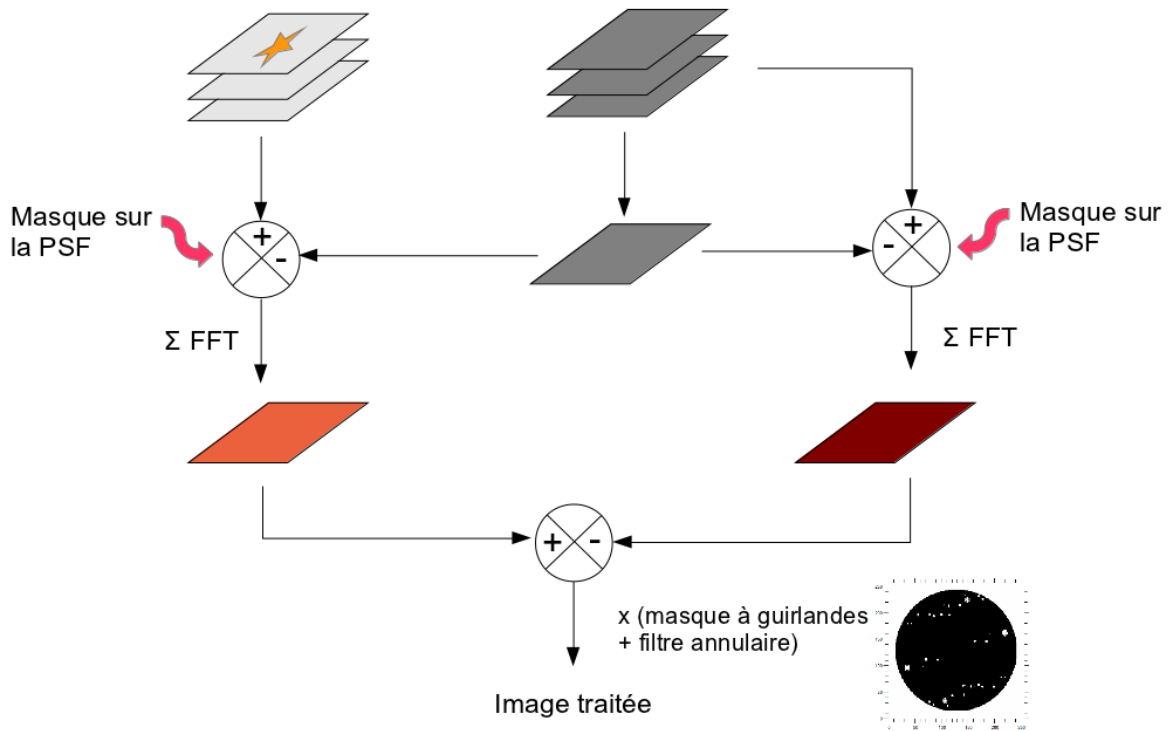 Masque sur
la PSF
+
-
+
-
Masque sur
la PSF
Σ FFT
Σ FFT
+
-
x (masque à guirlandes
+ filtre annulaire)
Image traitée